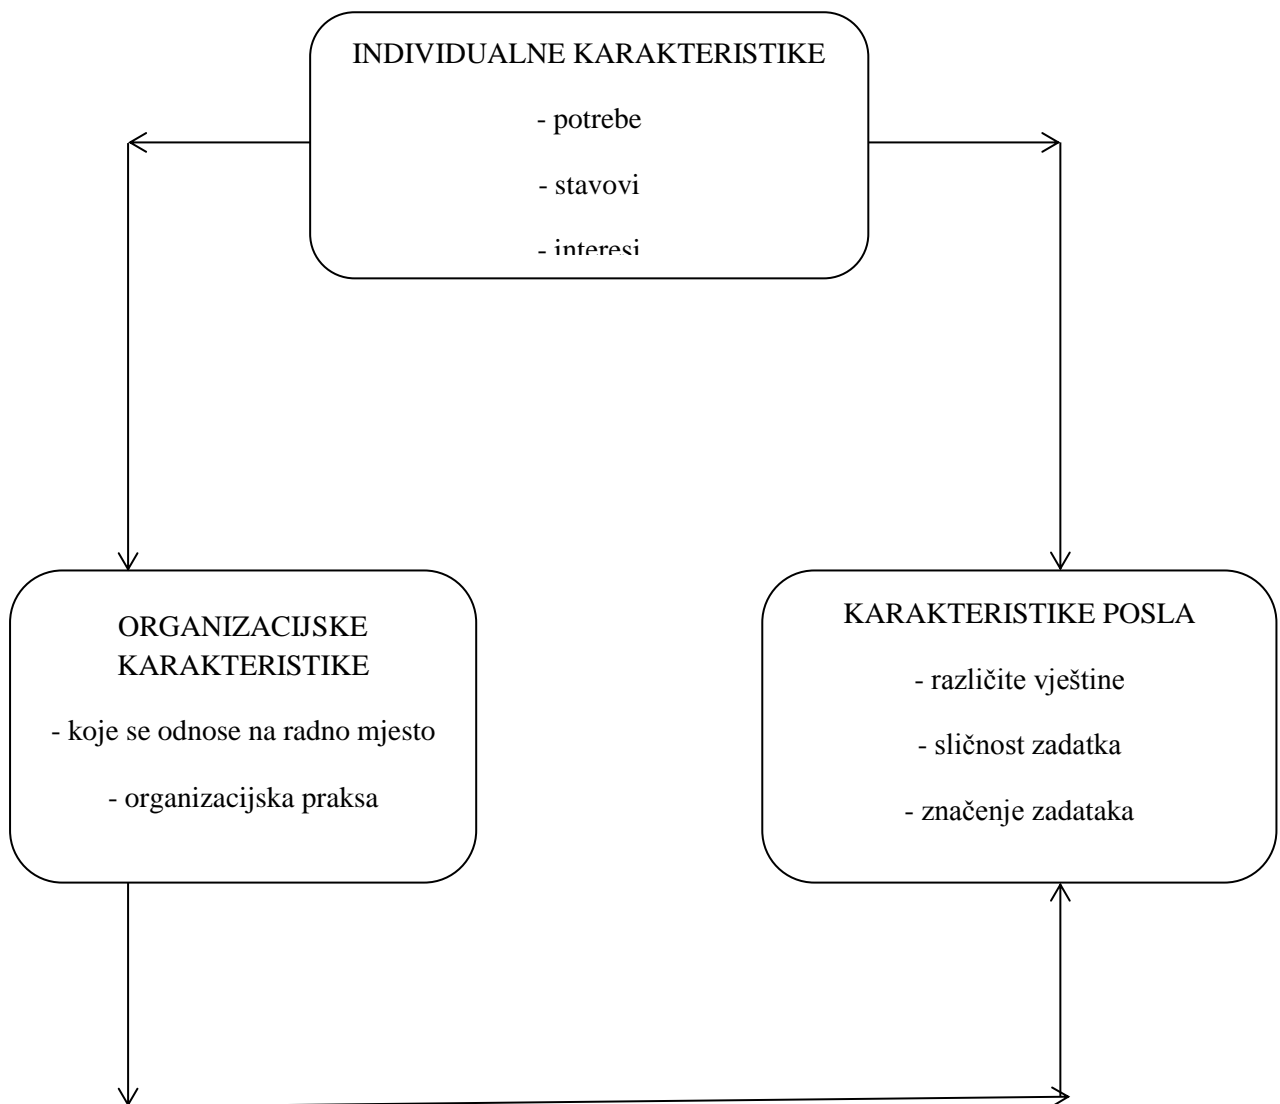 INDIVIDUALNE KARAKTERISTIKE
- potrebe
- stavovi
- interesi
ORGANIZACIJSKE
KARAKTERISTIKE
- koje se odnose na radno mjesto
- organizacijska praksa
KARAKTERISTIKE POSLA
- različite vještine
- sličnost zadatka
- značenje zadataka